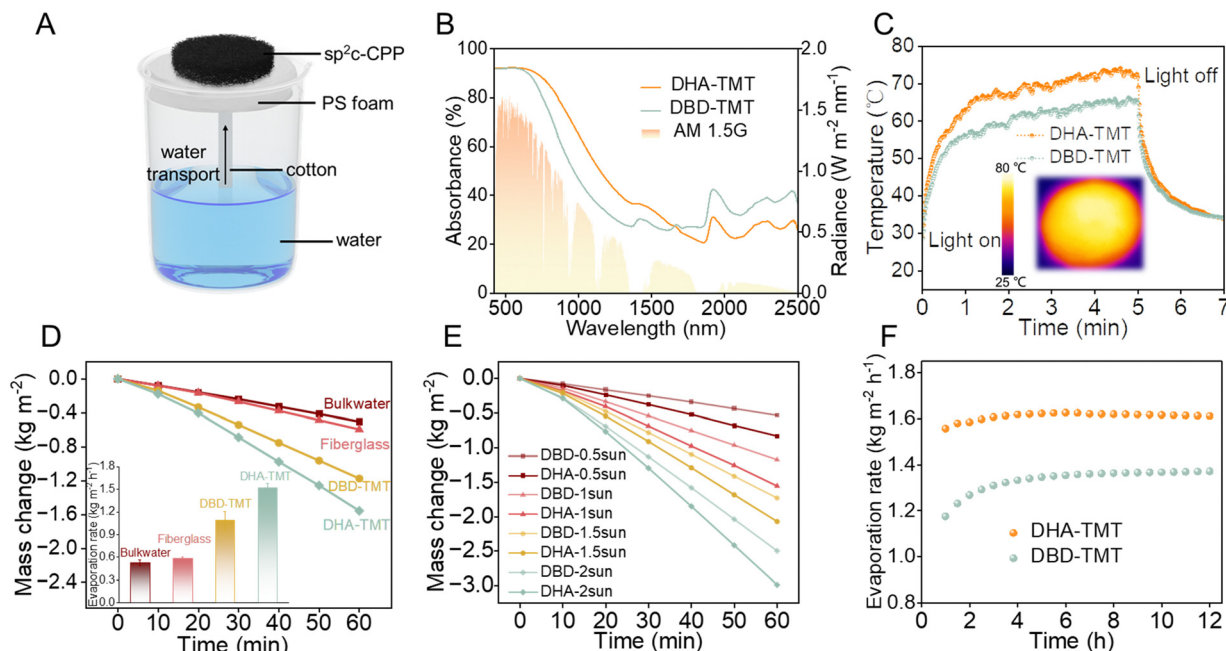 A
sp²c-CPP
PS foam
water
transport
cotton
water
B
100
80
60
40
20
0
Absorbance (%)
DHA-TMT
DBD-TMT
AM 1.5G
2.0
1.5
1.0
0.5
0.0
Radiance (W m⁻² nm⁻¹)
500 1000 1500 2000 2500
Wavelength (nm)
C
80
70
60
50
40
30
Temperature (℃)
Light off
DHA-TMT
DBD-TMT
80 ℃
25 ℃
Light on
0 1 2 3 4 5 6 7
Time (min)
D
0.0
−0.4
−0.8
−1.2
−1.6
−2.0
−2.4
Mass change (kg m⁻²)
Bulkwater
Fiberglass
DBD-TMT
DHA-TMT
1.8
1.5
1.2
0.9
0.6
0.3
0.0
Evaporation rate (kg m⁻² h⁻¹)
Bulkwater
Fiberglass
DBD-TMT
DHA-TMT
0 10 20 30 40 50 60
Time (min)
E
0.0
−0.5
−1.0
−1.5
−2.0
−2.5
−3.0
Mass change (kg m⁻²)
DBD-0.5sun
DHA-0.5sun
DBD-1sun
DHA-1sun
DBD-1.5sun
DHA-1.5sun
DBD-2sun
DHA-2sun
0 10 20 30 40 50 60
Time (min)
F
1.8
1.6
1.4
1.2
1.0
0.8
Evaporation rate (kg m⁻² h⁻¹)
DHA-TMT
DBD-TMT
0 2 4 6 8 10 12
Time (h)